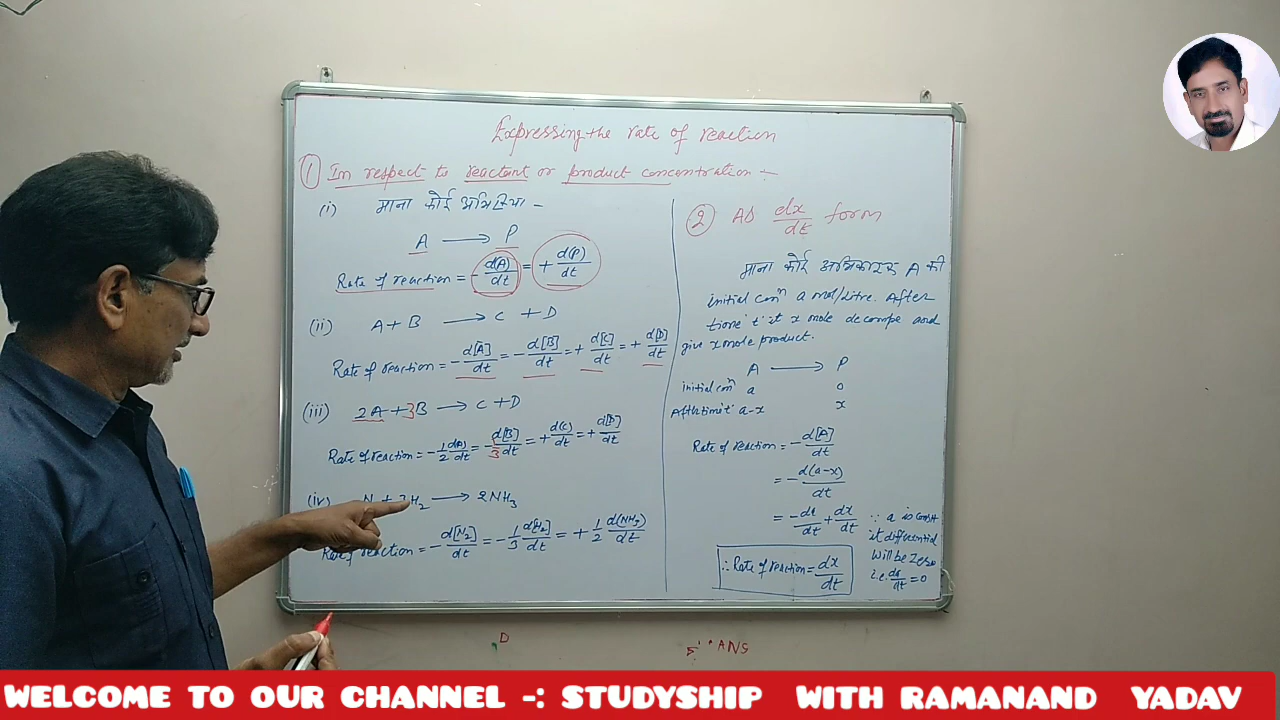 Expressing the rate of reaction
① In respect to reactant or product concentration :-
(i) माना कोई अभिक्रिया -
A ⟶ P
Rate of reaction = - d(A)/dt = + d(P)/dt
(ii) A + B ⟶ C + D
Rate of reaction = - d[A]/dt = - d[B]/dt = + d[C]/dt = + d[D]/dt
(iii) 2A + 3B ⟶ C + D
Rate of reaction = - 1/2 d(A)/dt = - d[B]/3dt = + d(C)/dt = + d[D]/dt
(iv) N + H₂ ⟶ 2NH₃
Rate of reaction = - d[N₂]/dt = - 1/3 d[H₂]/dt = + 1/2 d(NH₃)/dt
② As dx/dt form
माना कोई अभिकारक A की
initial conⁿ a mol/litre. After
time 't' it x mole decompe and
give x mole product.
A ⟶ P
initial conⁿ a 0
After time 't' a-x x
Rate of reaction = - d[A]/dt
= - d(a-x)/dt
= - da/dt + dx/dt ∵ a is const
it differential
will be zero
i.e. da/dt = 0
∴ Rate of reaction = dx/dt
D
ANS
WELCOME TO OUR CHANNEL -: STUDYSHIP WITH RAMANAND YADAV